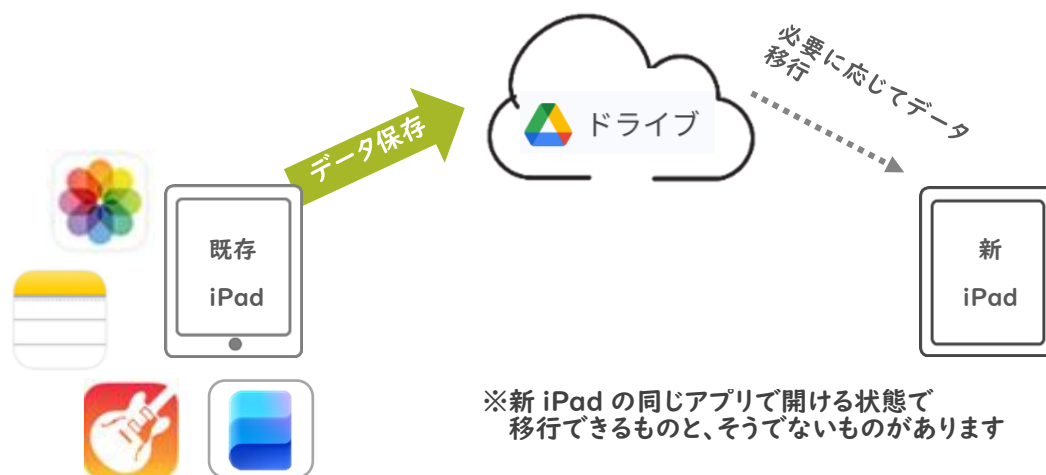 必要に応じてデータ
移行
ドライブ
データ保存
既存
iPad
新
iPad
※新 iPad の同じアプリで開ける状態で
移行できるものと、そうでないものがあります